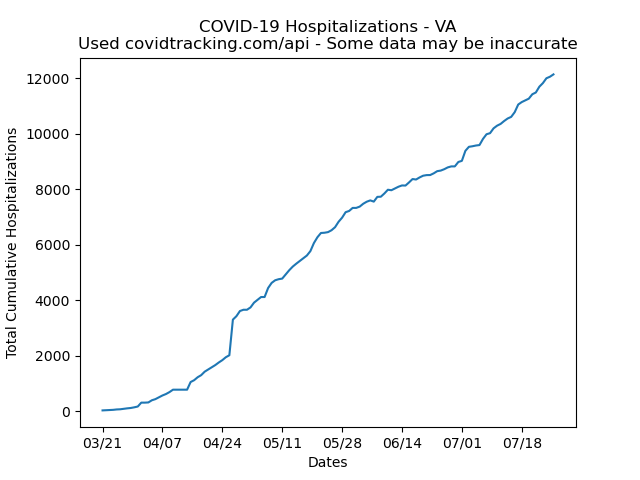 COVID-19 Hospitalizations - VA
Used covidtracking.com/api - Some data may be inaccurate
Total Cumulative Hospitalizations
12000
10000
8000
6000
4000
2000
0
03/21 04/07 04/24 05/11 05/28 06/14 07/01 07/18
Dates